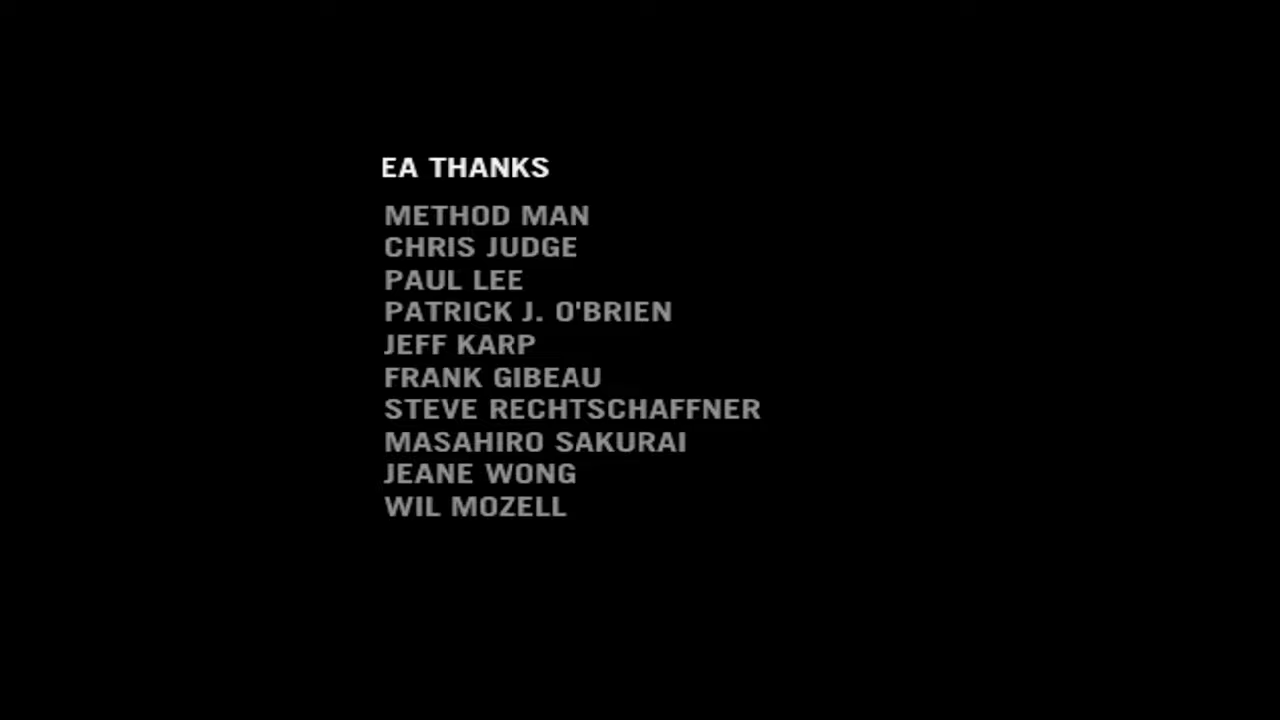 EA THANKS
METHOD MAN
CHRIS JUDGE
PAUL LEE
PATRICK J. O'BRIEN
JEFF KARP
FRANK GIBEAU
STEVE RECHTSCHAFFNER
MASAHIRO SAKURAI
JEANE WONG
WIL MOZELL